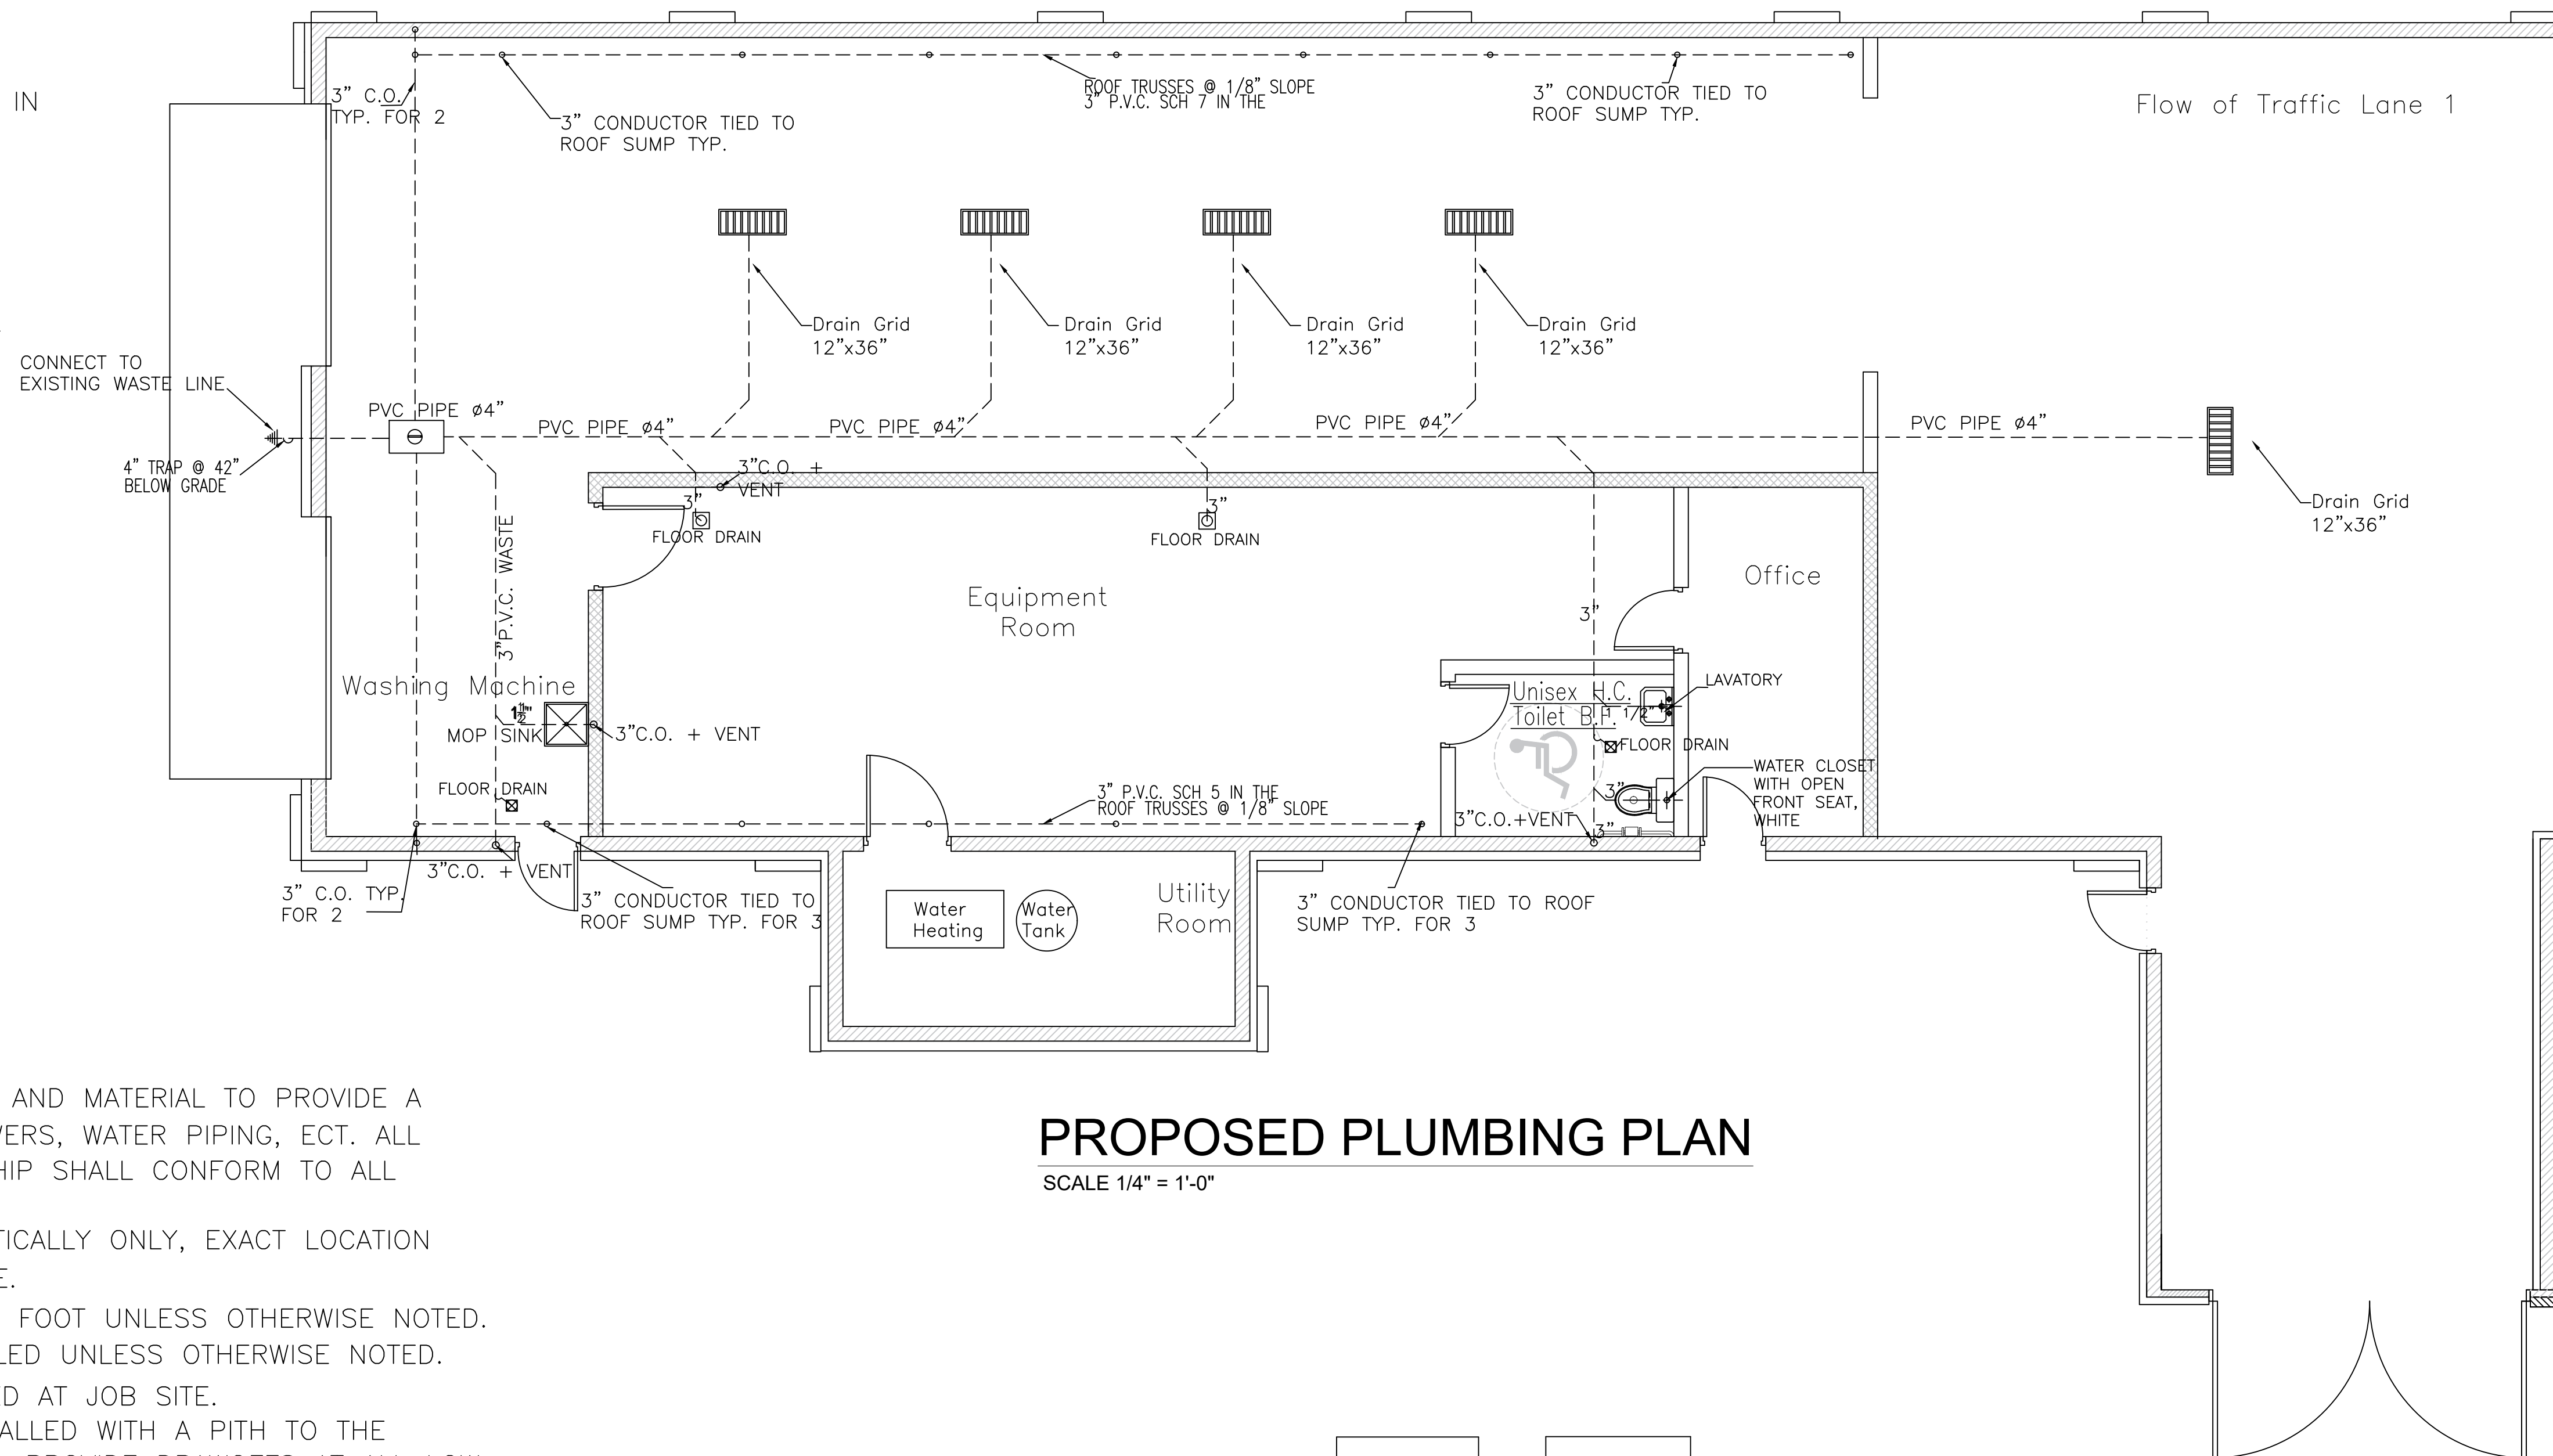 IN
3" C.O.
TYP. FOR 2
3" CONDUCTOR TIED TO
ROOF SUMP TYP.
ROOF TRUSSES @ 1/8" SLOPE
3" P.V.C. SCH 7 IN THE
3" CONDUCTOR TIED TO
ROOF SUMP TYP.
Flow of Traffic Lane 1
Drain Grid
12"x36"
Drain Grid
12"x36"
Drain Grid
12"x36"
Drain Grid
12"x36"
CONNECT TO
EXISTING WASTE LINE
PVC PIPE ø4"
PVC PIPE ø4"
PVC PIPE ø4"
PVC PIPE ø4"
PVC PIPE ø4"
4" TRAP @ 42"
BELOW GRADE
3"C.O. +
VENT
3"
FLOOR DRAIN
3"
FLOOR DRAIN
Drain Grid
12"x36"
3"P.V.C. WASTE
Equipment
Room
Office
3"
Washing Machine
MOP SINK
3"C.O. + VENT
Unisex H.C.
Toilet B.F.
1 1/2"
LAVATORY
FLOOR DRAIN
WATER CLOSET
WITH OPEN
FRONT SEAT,
WHITE
3"
FLOOR DRAIN
3" P.V.C. SCH 5 IN THE
ROOF TRUSSES @ 1/8" SLOPE
3"C.O.+VENT
3"
3"C.O. + VENT
3" C.O. TYP.
FOR 2
3" CONDUCTOR TIED TO
ROOF SUMP TYP. FOR 3
Water
Heating
Water
Tank
Utility
Room
3" CONDUCTOR TIED TO ROOF
SUMP TYP. FOR 3
AND MATERIAL TO PROVIDE A
WERS, WATER PIPING, ECT. ALL
HIP SHALL CONFORM TO ALL
TICALLY ONLY, EXACT LOCATION
E.
FOOT UNLESS OTHERWISE NOTED.
LED UNLESS OTHERWISE NOTED.
ED AT JOB SITE.
ALLED WITH A PITH TO THE
PROPOSED PLUMBING PLAN
SCALE 1/4" = 1'-0"